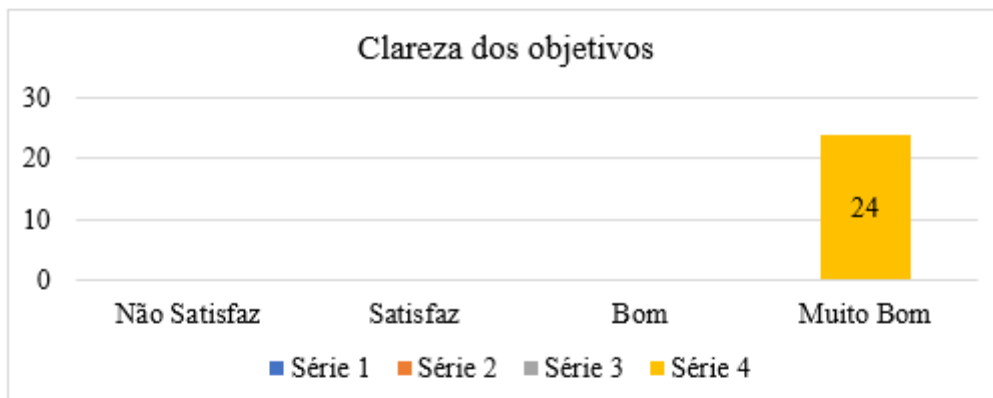 Clareza dos objetivos
30
20
10
0
24
Não Satisfaz Satisfaz Bom Muito Bom
Série 1 Série 2 Série 3 Série 4